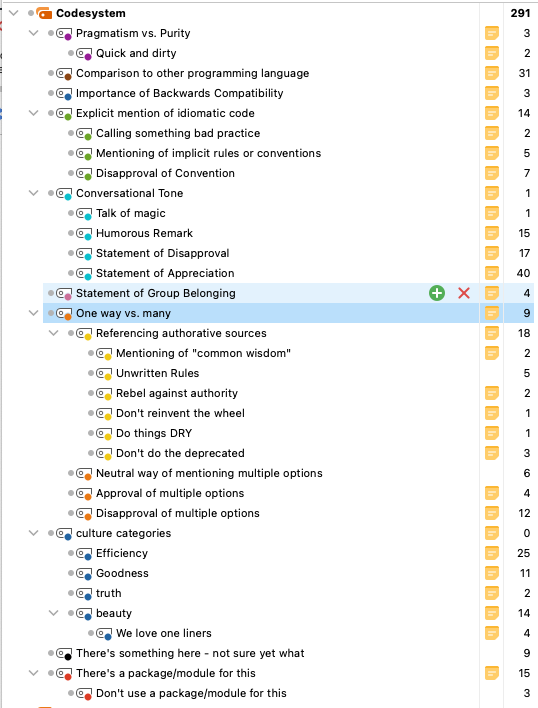 Codesystem 291
Pragmatism vs. Purity 3
Quick and dirty 2
Comparison to other programming language 31
Importance of Backwards Compatibility 3
Explicit mention of idiomatic code 14
Calling something bad practice 2
Mentioning of implicit rules or conventions 5
Disapproval of Convention 7
Conversational Tone 1
Talk of magic 1
Humorous Remark 15
Statement of Disapproval 17
Statement of Appreciation 40
Statement of Group Belonging 4
One way vs. many 9
Referencing authorative sources 18
Mentioning of "common wisdom" 2
Unwritten Rules 5
Rebel against authority 2
Don't reinvent the wheel 1
Do things DRY 1
Don't do the deprecated 3
Neutral way of mentioning multiple options 6
Approval of multiple options 4
Disapproval of multiple options 12
culture categories 0
Efficiency 25
Goodness 11
truth 2
beauty 14
We love one liners 4
There's something here - not sure yet what 9
There's a package/module for this 15
Don't use a package/module for this 3